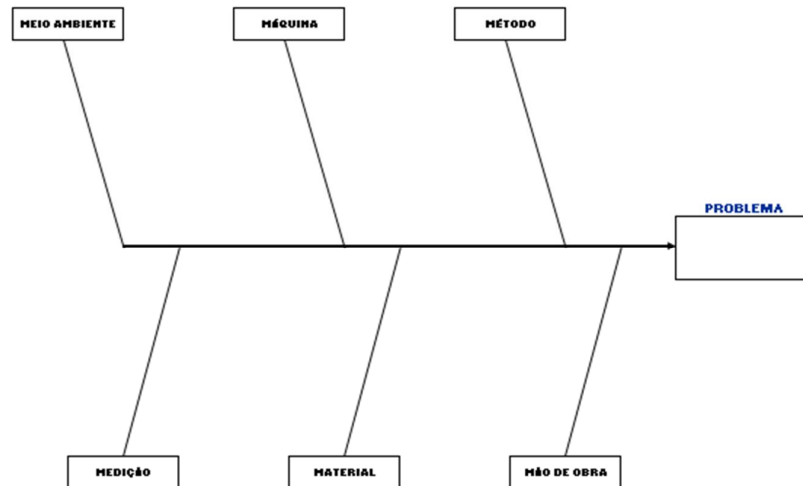 MEIO AMBIENTE
MÁQUINA
MÉTODO
PROBLEMA
MEDIÇÃO
MATERIAL
MÃO DE OBRA